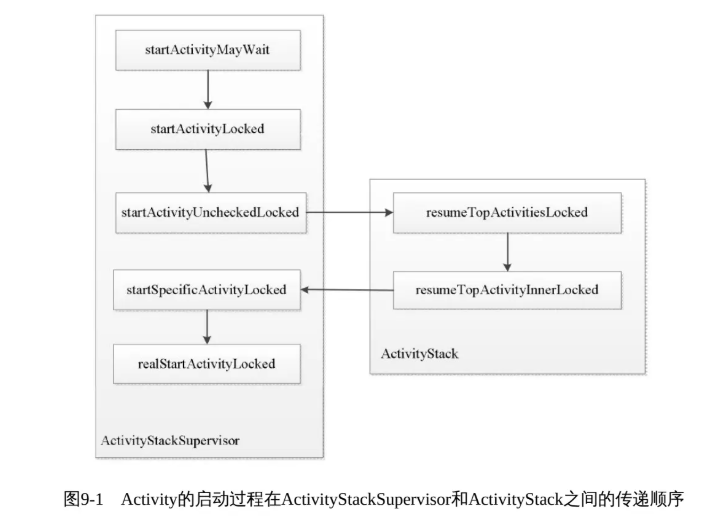 startActivityMayWait
startActivityLocked
startActivityUncheckedLocked
resumeTopActivitiesLocked
startSpecificActivityLocked
resumeTopActivityInnerLocked
realStartActivityLocked
ActivityStack
ActivityStackSupervisor
图9-1 Activity的启动过程在ActivityStackSupervisor和ActivityStack之间的传递顺序